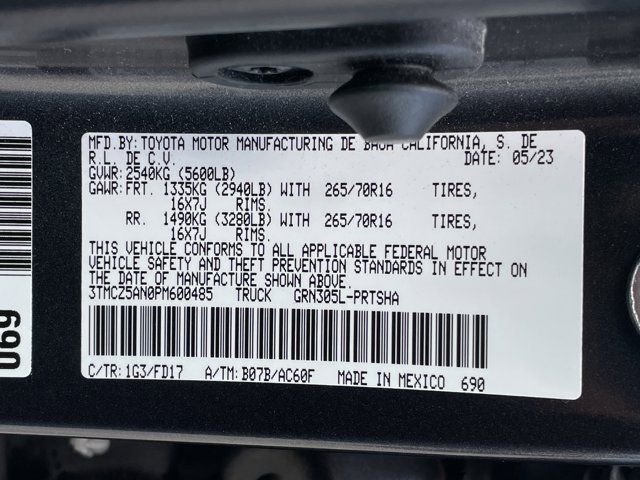 MFD.BY: TOYOTA MOTOR MANUFACTURING DE BAJA CALIFORNIA, S. DE
R.L. DE C.V. DATE: 05/23
GVWR: 2540KG (5600LB)
GAWR: FRT. 1335KG (2940LB) WITH 265/70R16 TIRES,
16X7J RIMS.
RR. 1490KG (3280LB) WITH 265/70R16 TIRES,
16X7J RIMS.
THIS VEHICLE CONFORMS TO ALL APPLICABLE FEDERAL MOTOR
VEHICLE SAFETY AND THEFT PREVENTION STANDARDS IN EFFECT ON
THE DATE OF MANUFACTURE SHOWN ABOVE.
3TMCZ5AN0PM600485 TRUCK GRN305L-PRTSHA
C/TR: 1G3/FD17 A/TM: B07B/AC60F MADE IN MEXICO 690
690